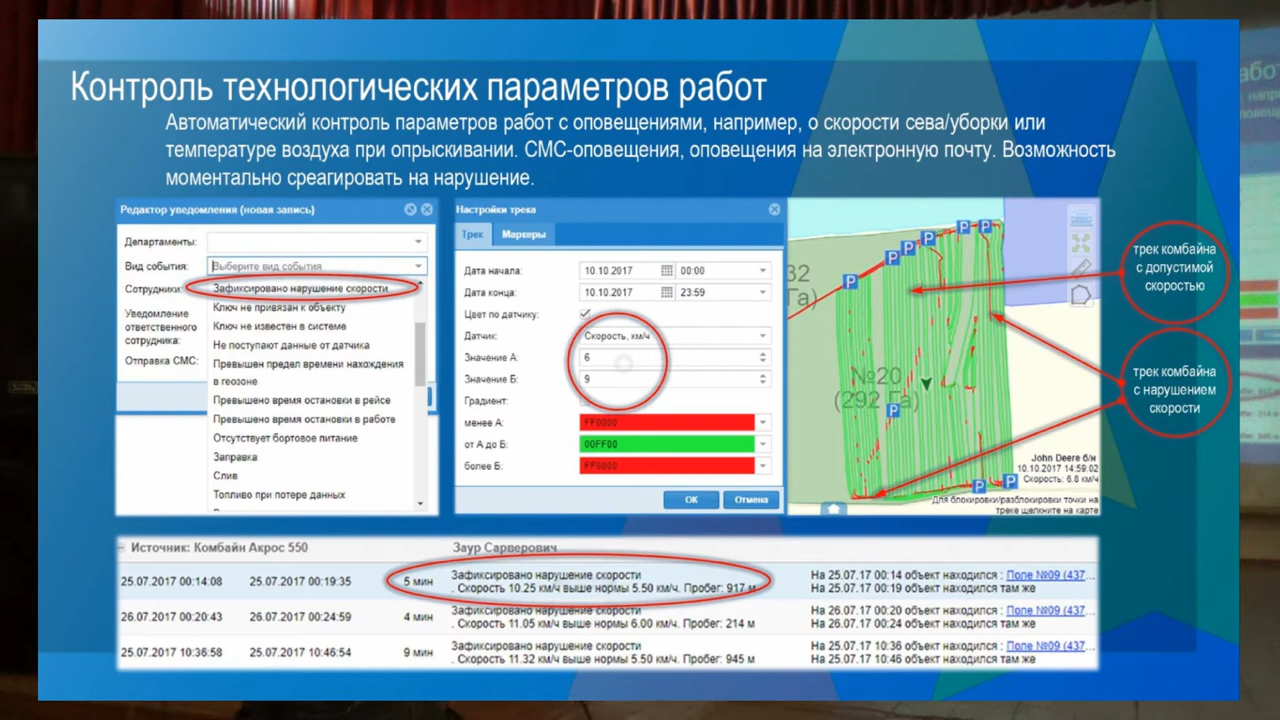 Контроль технологических параметров работ
Автоматический контроль параметров работ с оповещениями, например, о скорости сева/уборки или
температуре воздуха при опрыскивании. СМС-оповещения, оповещения на электронную почту. Возможность
моментально среагировать на нарушение.
Редактор уведомления (новая запись)
Департаменты:
Вид события: Выберите вид события
Сотрудники: Зафиксировано нарушение скорости
Ключ не привязан к объекту
Уведомление
ответственного
сотрудника:
Ключ не известен в системе
Не поступают данные от датчика
Отправка СМС:
Превышен предел времени нахождения
в геозоне
Превышено время остановки в рейсе
Превышено время остановки в работе
Отсутствует бортовое питание
Заправка
Слив
Топливо при потере данных
Настройки трека
Трек Маркеры
Дата начала: 10.10.2017 00:00
Дата конца: 10.10.2017 23:59
Цвет по датчику:
Датчик: Скорость, км/ч
Значение А: 6
Значение Б: 9
Градиент:
менее А: FF0000
от А до Б: 00FF00
более Б: FF0000
ОК Отмена
P P P P P P
32
Га)
№20
(292 Га)
P
P P
John Deere б/н
10.10.2017 14:59:02
Скорость: 6.8 км/ч
Для блокировки/разблокировки точки на
треке щелкните на карте
трек комбайна
с допустимой
скоростью
трек комбайна
с нарушением
скорости
Источник: Комбайн Акрос 550 Заур Сарверович
25.07.2017 00:14:08 25.07.2017 00:19:35 5 мин Зафиксировано нарушение скорости На 25.07.17 00:14 объект находился : Поле №09 (437...
. Скорость 10.25 км/ч выше нормы 5.50 км/ч. Пробег: 917 м На 25.07.17 00:19 объект находился там же
26.07.2017 00:20:43 26.07.2017 00:24:59 4 мин Зафиксировано нарушение скорости На 26.07.17 00:20 объект находился : Поле №09 (437...
. Скорость 11.05 км/ч выше нормы 6.00 км/ч. Пробег: 214 м На 26.07.17 00:24 объект находился там же
25.07.2017 10:36:58 25.07.2017 10:46:54 9 мин Зафиксировано нарушение скорости На 25.07.17 10:36 объект находился : Поле №09 (437...
. Скорость 11.32 км/ч выше нормы 5.50 км/ч. Пробег: 945 м На 25.07.17 10:46 объект находился там же